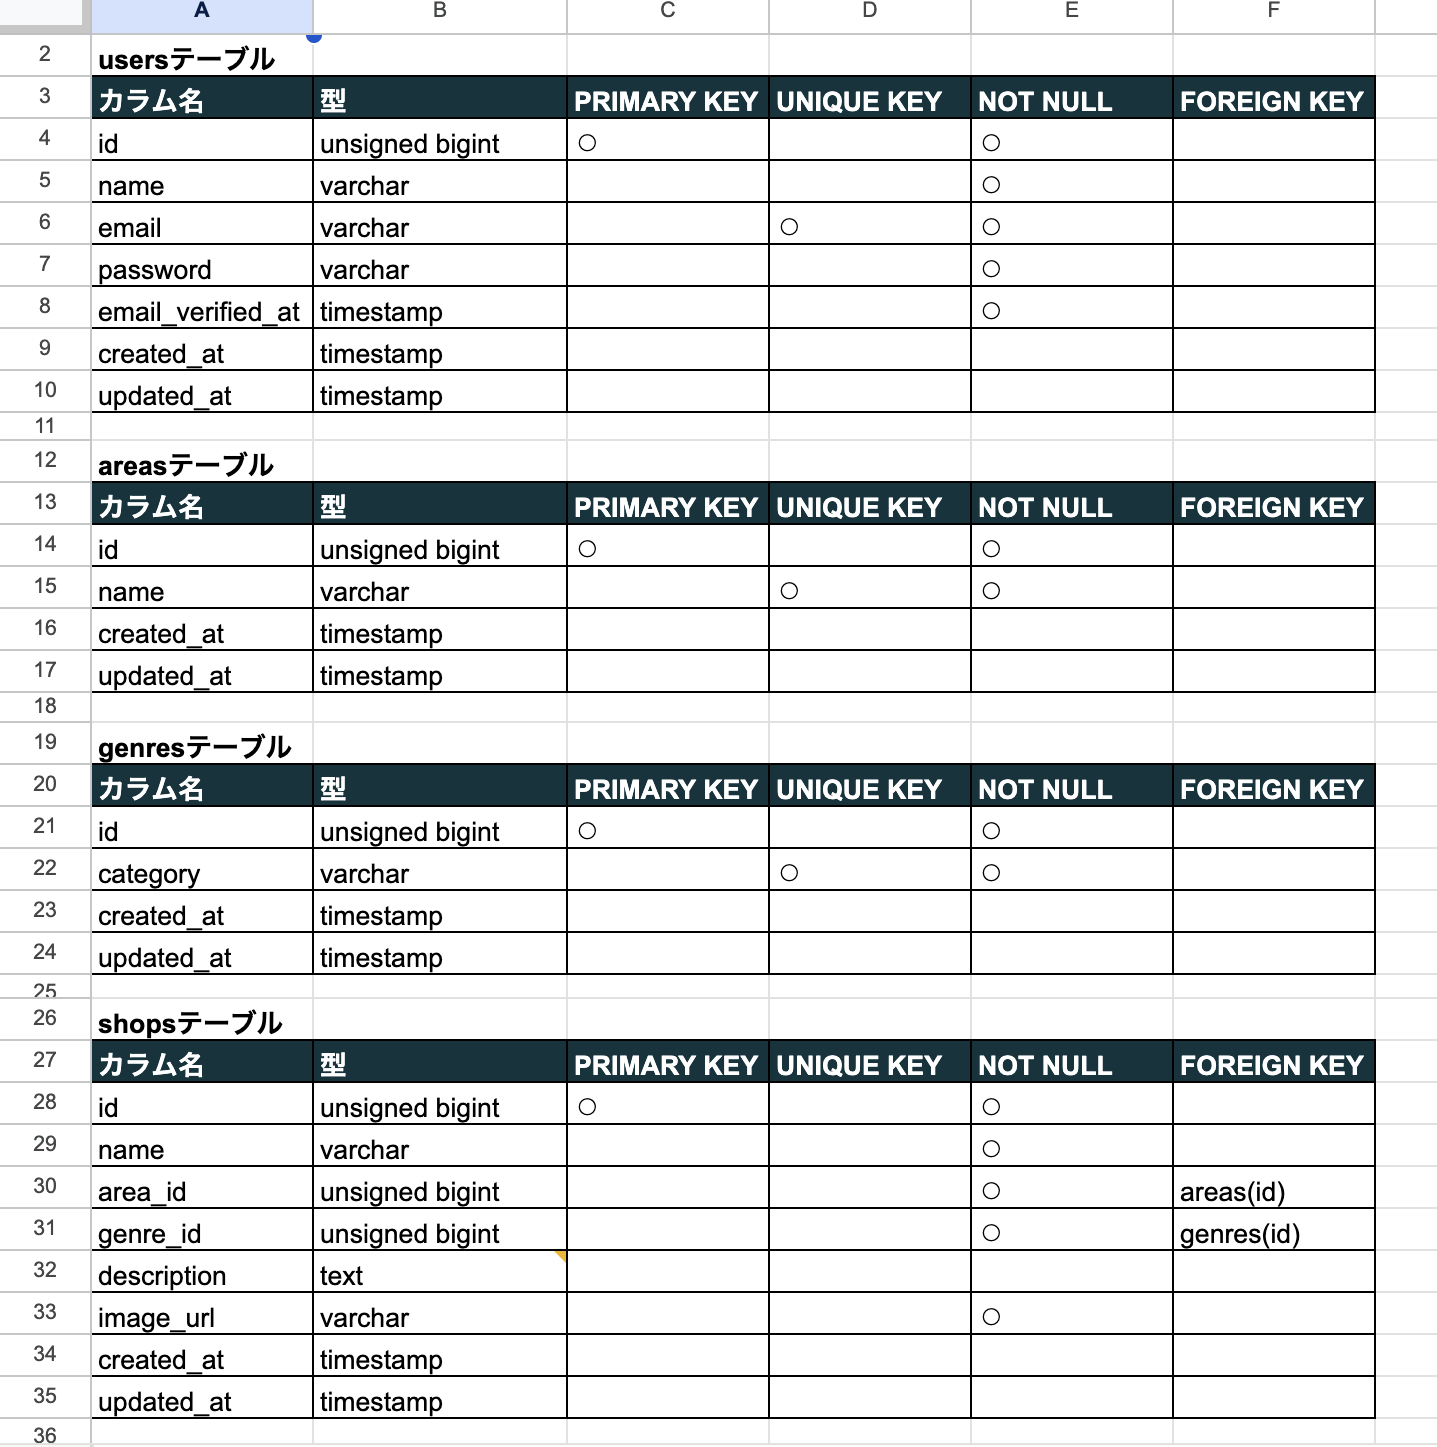 A B C D E F
2 usersテーブル
3 カラム名 型 PRIMARY KEY UNIQUE KEY NOT NULL FOREIGN KEY
4 id unsigned bigint ○ ○
5 name varchar ○
6 email varchar ○ ○
7 password varchar ○
8 email_verified_at timestamp ○
9 created_at timestamp
10 updated_at timestamp
11
12 areasテーブル
13 カラム名 型 PRIMARY KEY UNIQUE KEY NOT NULL FOREIGN KEY
14 id unsigned bigint ○ ○
15 name varchar ○ ○
16 created_at timestamp
17 updated_at timestamp
18
19 genresテーブル
20 カラム名 型 PRIMARY KEY UNIQUE KEY NOT NULL FOREIGN KEY
21 id unsigned bigint ○ ○
22 category varchar ○ ○
23 created_at timestamp
24 updated_at timestamp
25
26 shopsテーブル
27 カラム名 型 PRIMARY KEY UNIQUE KEY NOT NULL FOREIGN KEY
28 id unsigned bigint ○ ○
29 name varchar ○
30 area_id unsigned bigint ○ areas(id)
31 genre_id unsigned bigint ○ genres(id)
32 description text
33 image_url varchar ○
34 created_at timestamp
35 updated_at timestamp
36